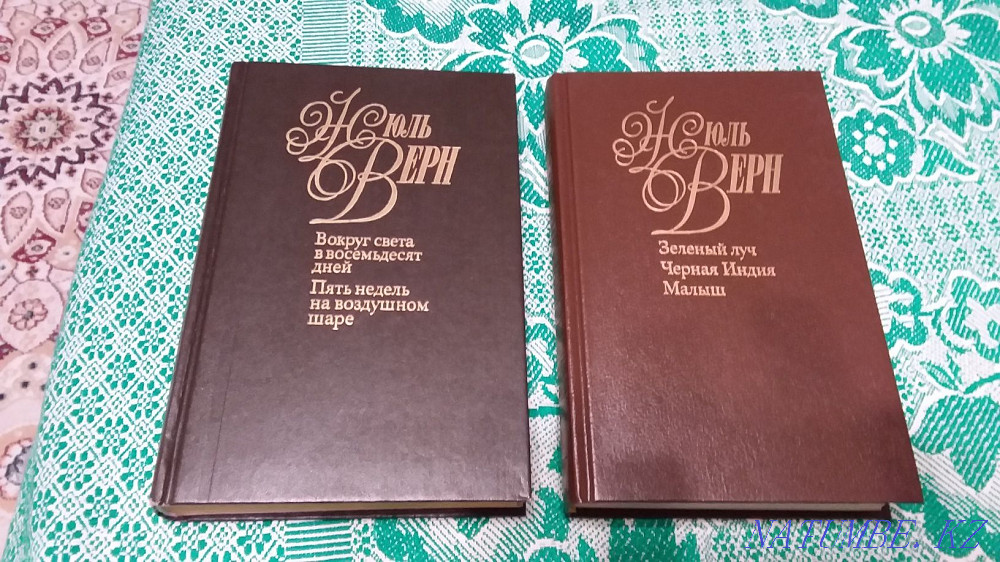 Жюль
Верн
Вокруг света
в восемьдесят
дней
Пять недель
на воздушном
шаре
Жюль
Верн
Зеленый луч
Черная Индия
Малыш
NATUMBE.KZ